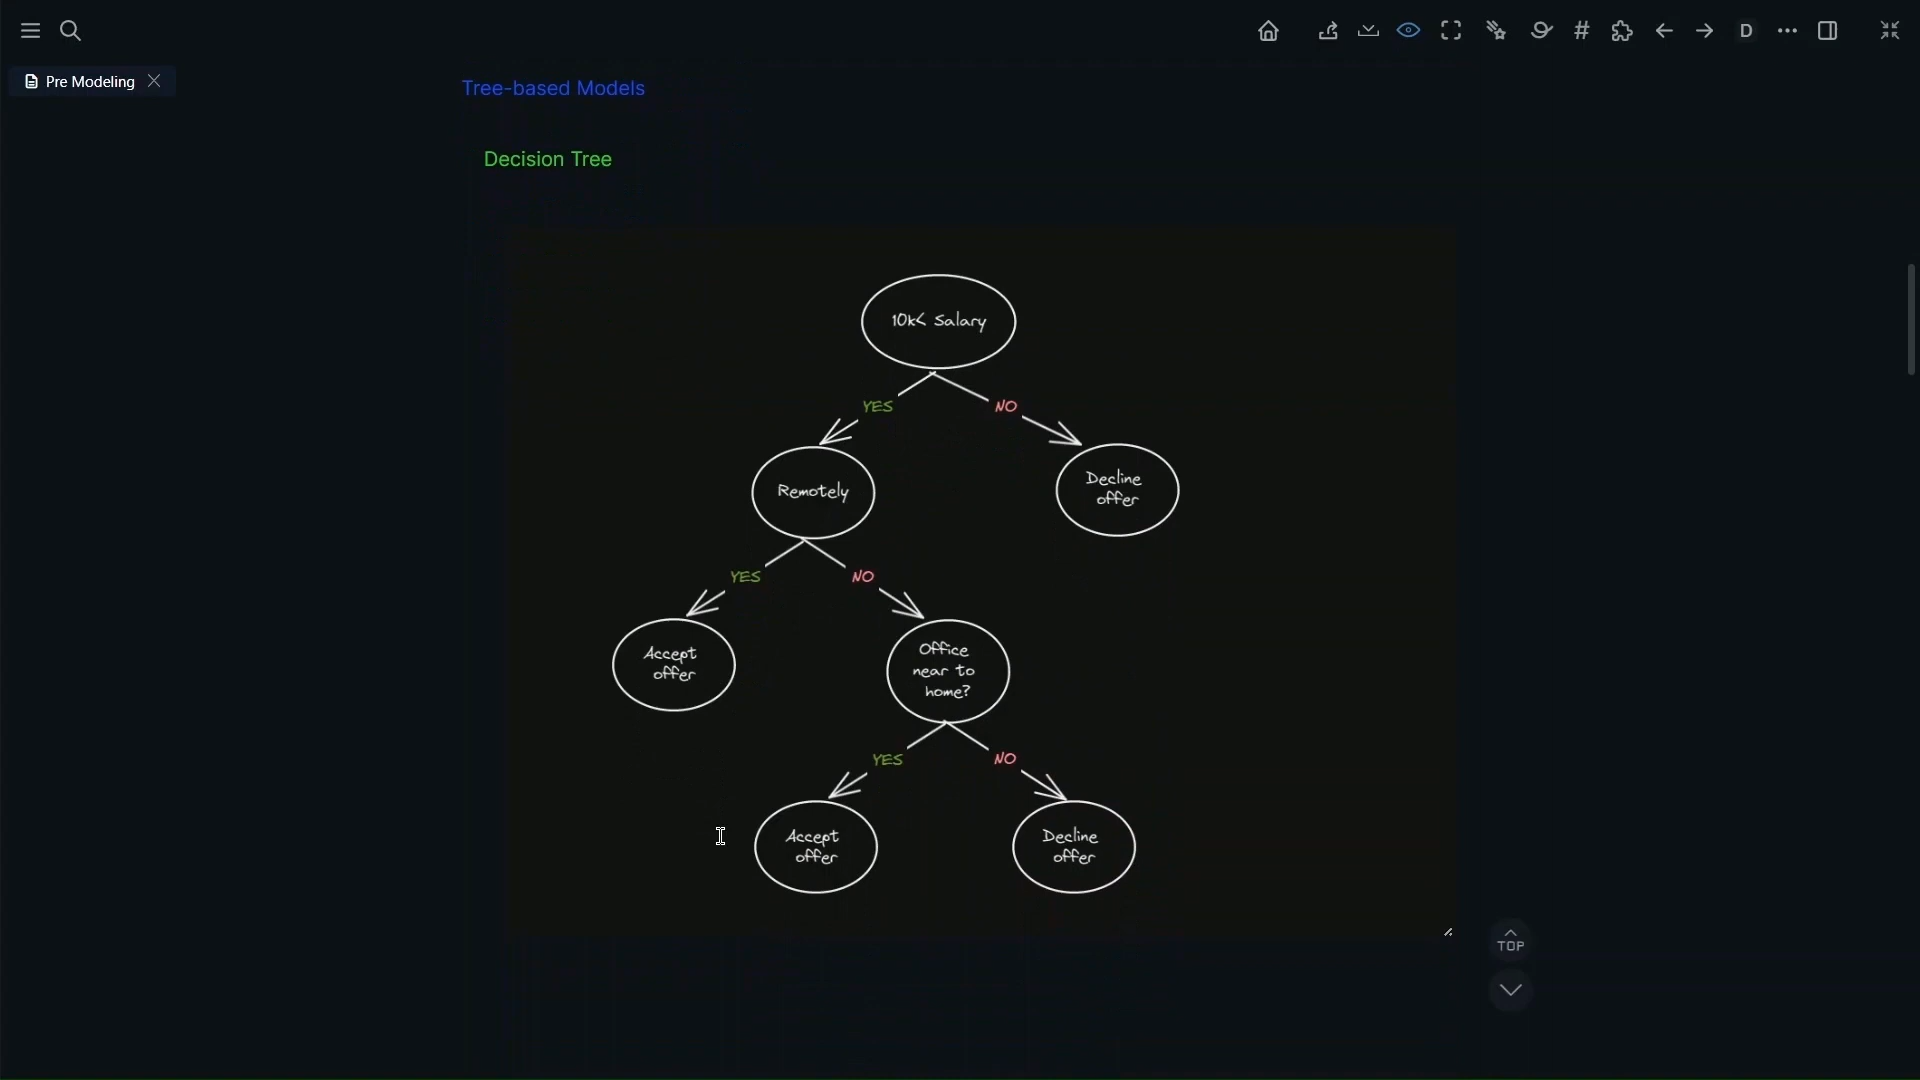 Pre Modeling
D
Tree-based Models
Decision Tree
10k< Salary
YES
NO
Remotely
Decline
offer
YES
NO
Accept
offer
Office
near to
home?
YES
NO
Accept
offer
Decline
offer
TOP